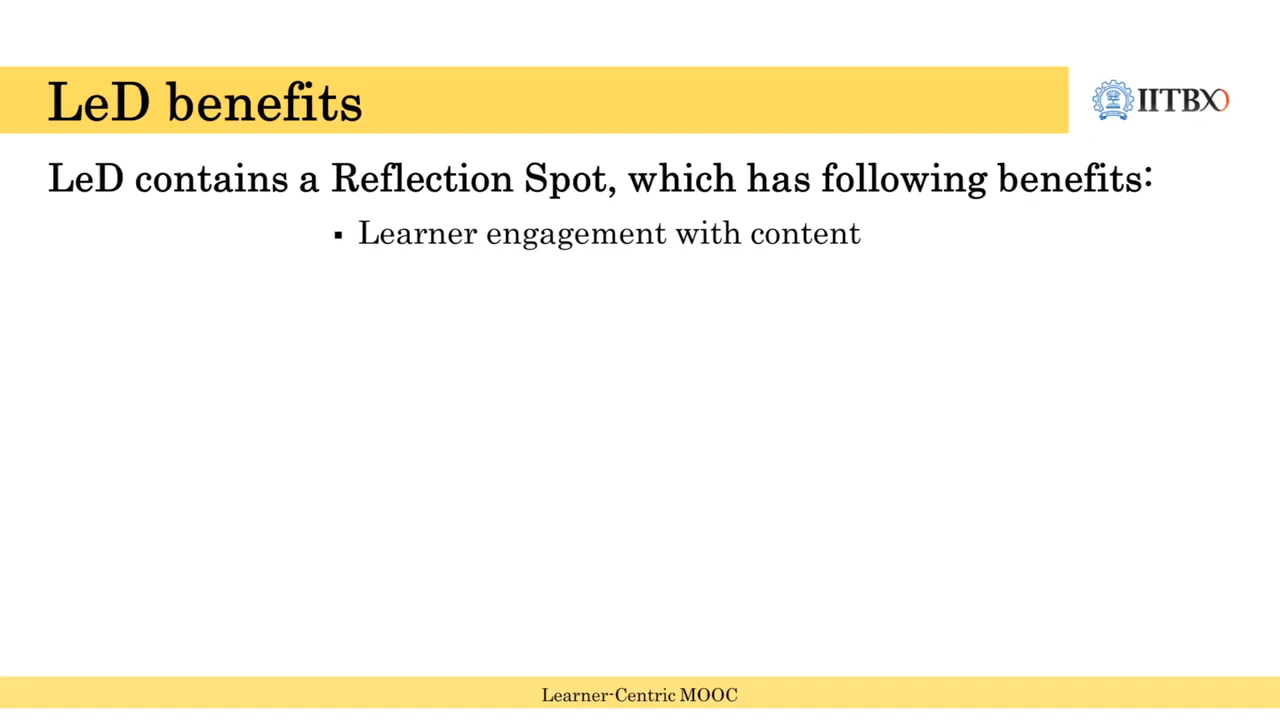 LeD benefits
IITBX
LeD contains a Reflection Spot, which has following benefits:
▪ Learner engagement with content
Learner-Centric MOOC